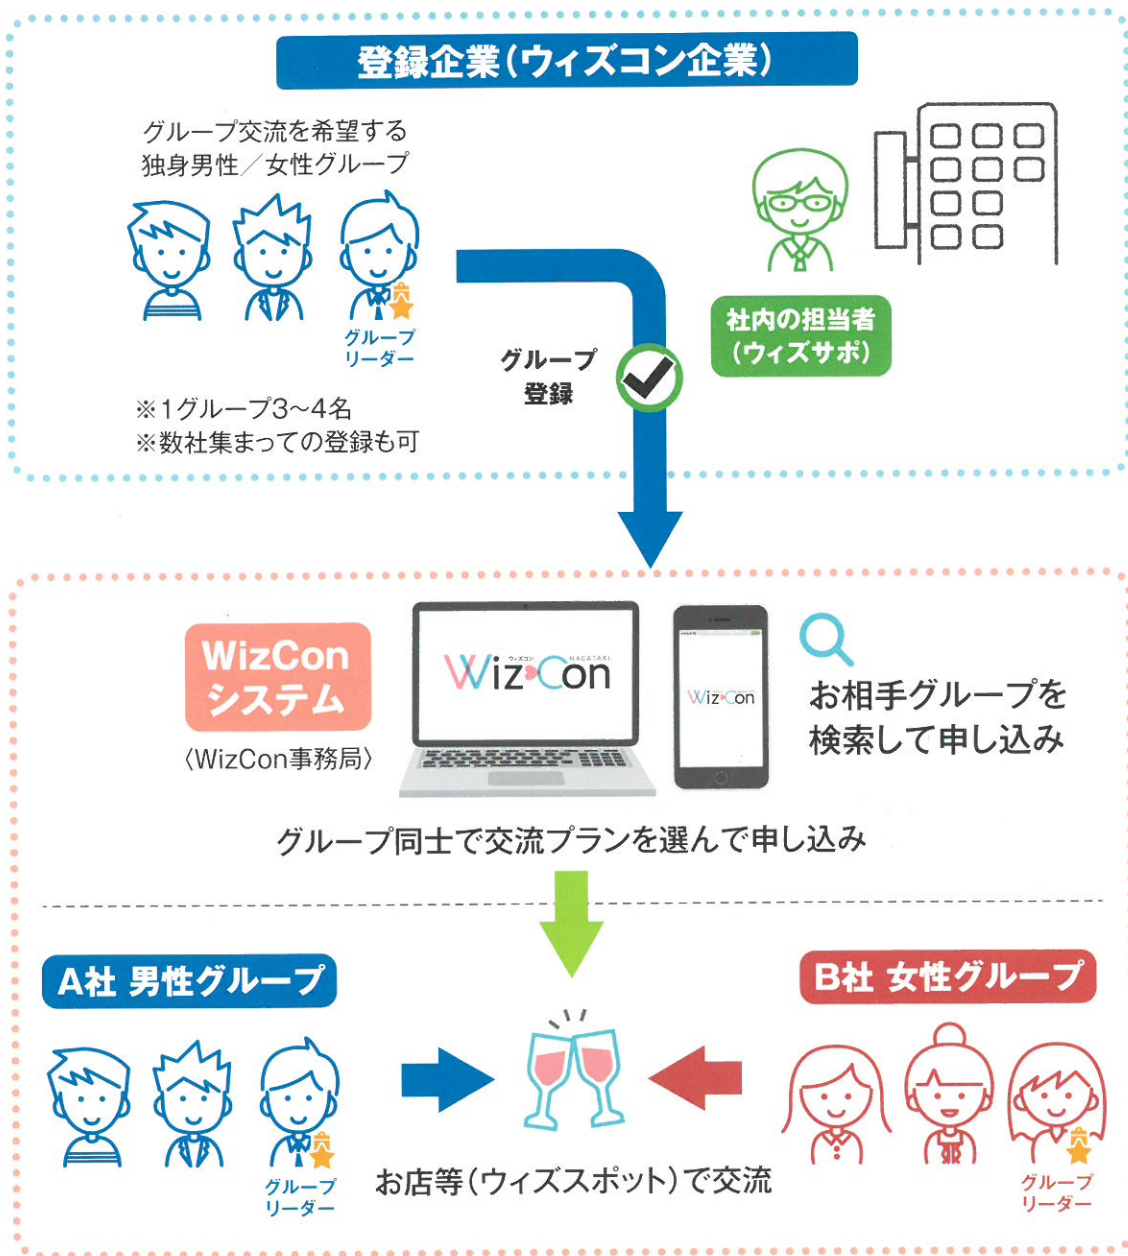 登録企業(ウィズコン企業)
グループ交流を希望する
独身男性／女性グループ
グループ
リーダー
※1グループ3〜4名
※数社集まっての登録も可
グループ
登録
社内の担当者
(ウィズサポ)
WizCon
システム
〈WizCon事務局〉
ウィズコン
NAGASAKI
WizCon
WizCon
お相手グループを
検索して申し込み
グループ同士で交流プランを選んで申し込み
A社 男性グループ
B社 女性グループ
グループ
リーダー
お店等(ウィズスポット)で交流
グループ
リーダー